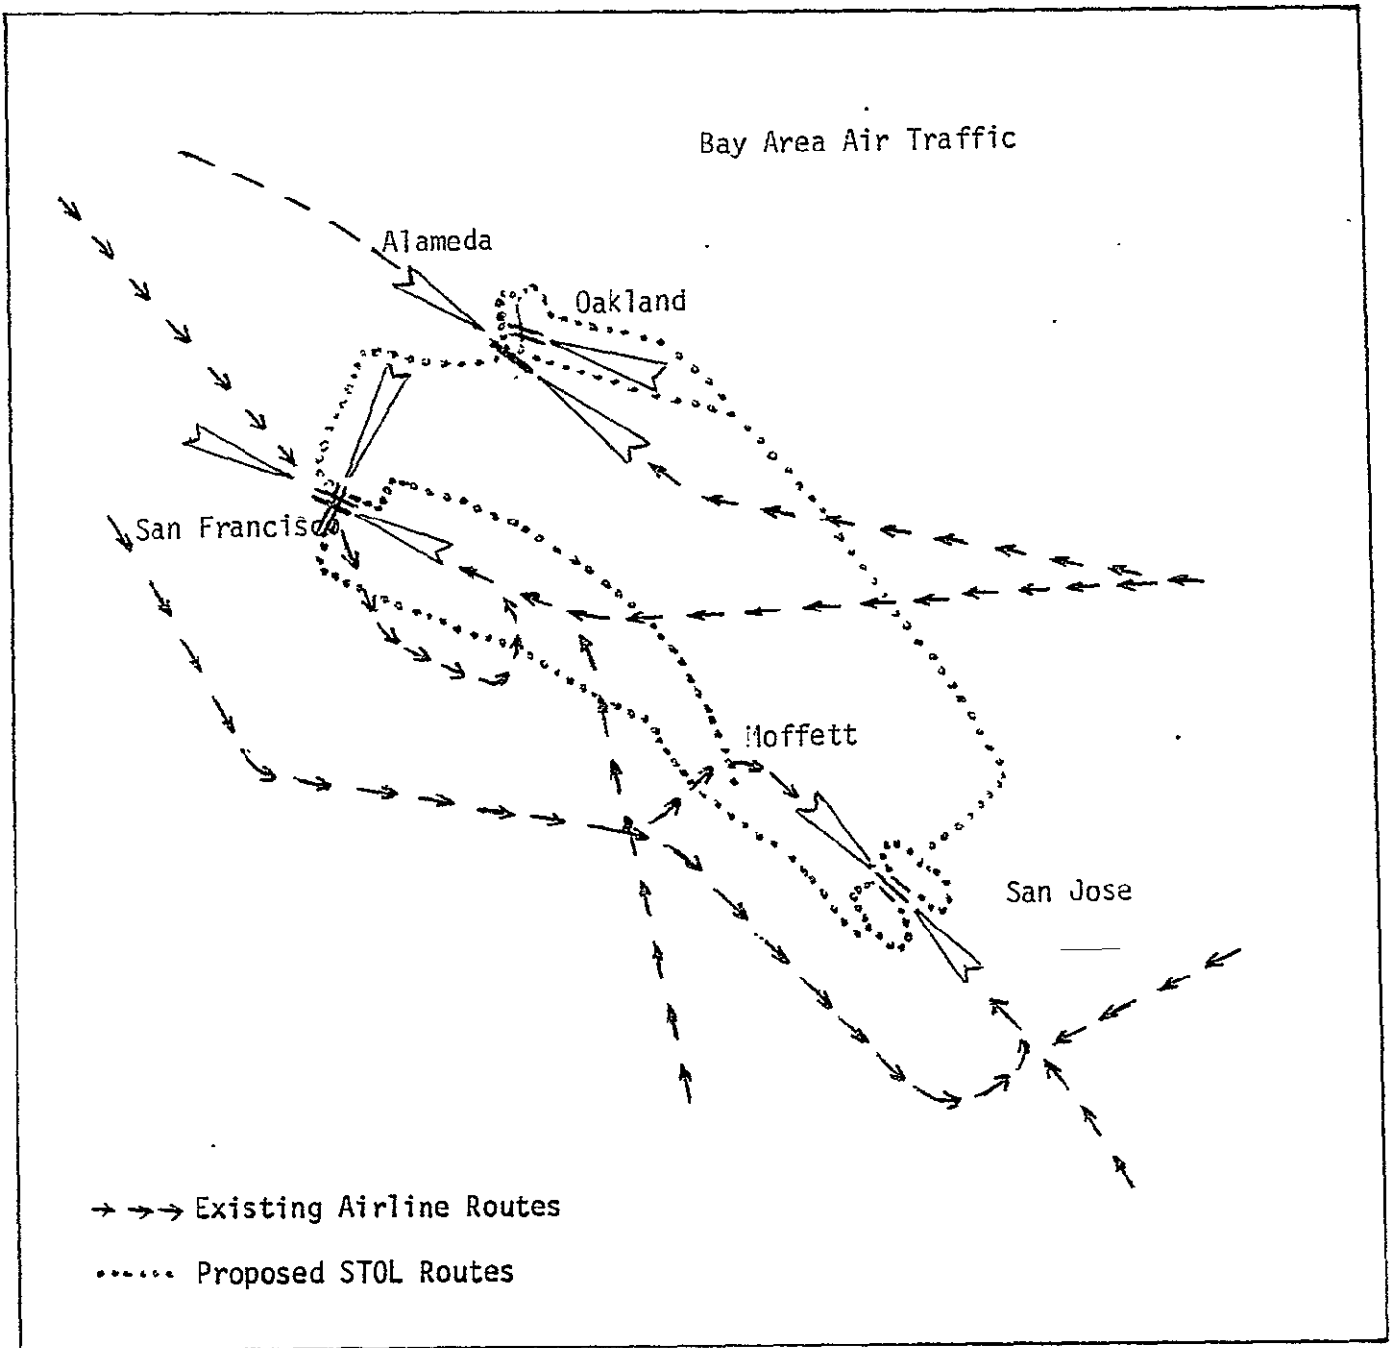 Bay Area Air Traffic
Alameda
Oakland
San Francisco
Moffett
San Jose
Existing Airline Routes
Proposed STOL Routes